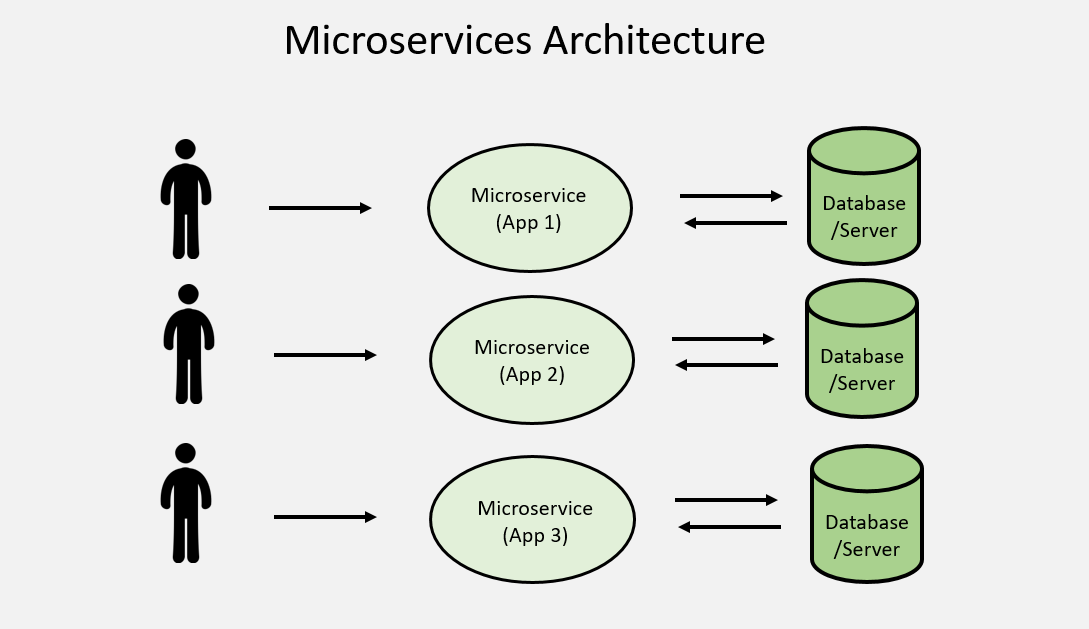 Microservices Architecture
Microservice
(App 1)
Database
/Server
Microservice
(App 2)
Database
/Server
Microservice
(App 3)
Database
/Server